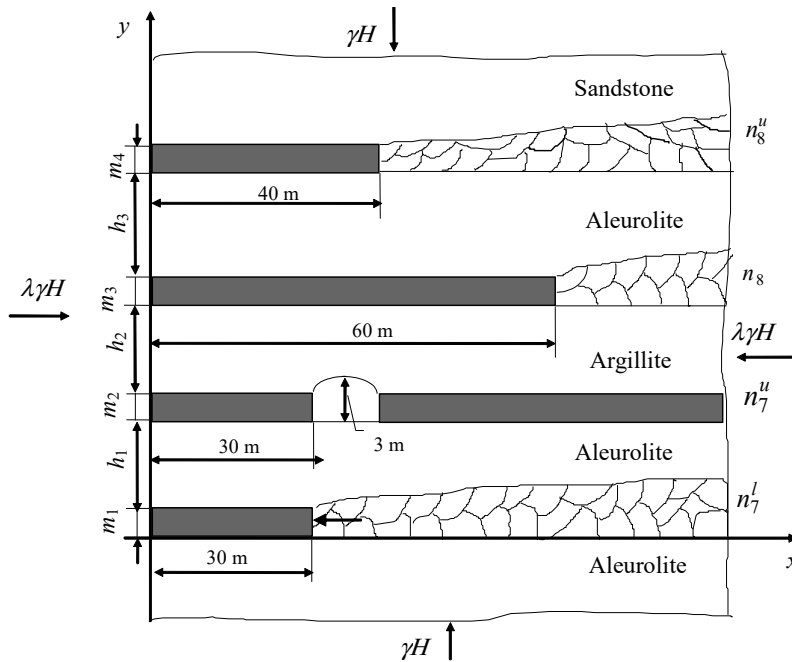 y
γH
Sandstone
n₈ᵘ
m₄
40 m
h₃
Aleurolite
n₈
λγH
m₃
60 m
h₂
λγH
Argillite
n₇ᵘ
m₂
30 m
3 m
h₁
Aleurolite
n₇ˡ
m₁
x
30 m
Aleurolite
γH